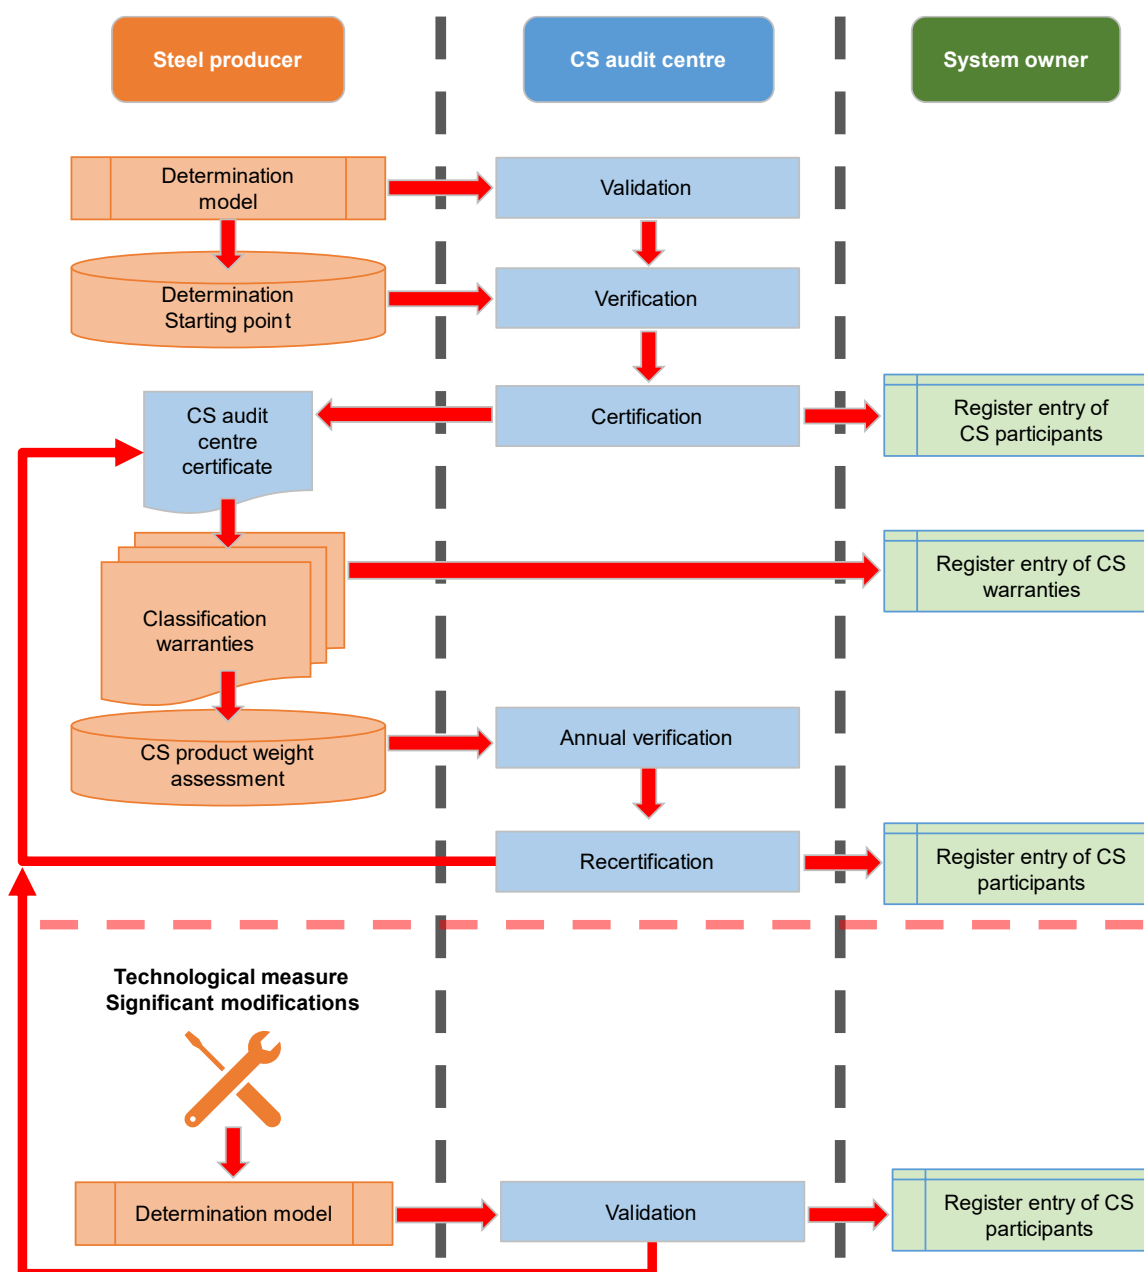 Steel producer
CS audit centre
System owner
Determination
model
Validation
Determination
Starting point
Verification
CS audit
centre
certificate
Certification
Register entry of
CS participants
Classification
warranties
Register entry of CS
warranties
CS product weight
assessment
Annual verification
Recertification
Register entry of CS
participants
Technological measure
Significant modifications
Determination model
Validation
Register entry of CS
participants